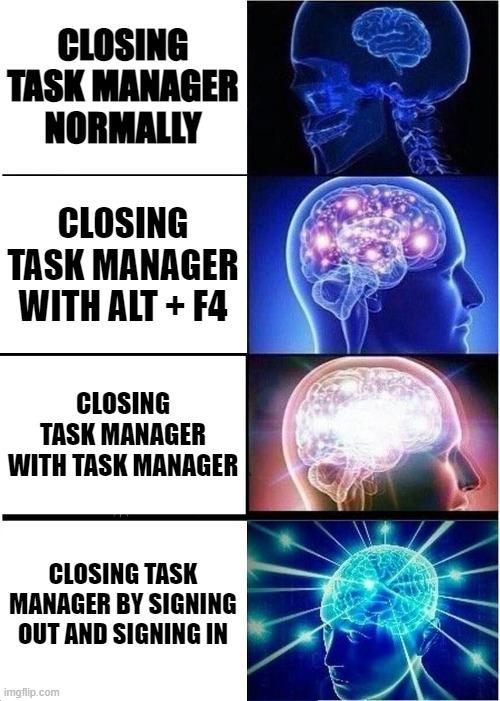 CLOSING
TASK MANAGER
NORMALLY
CLOSING
TASK MANAGER
WITH ALT + F4
CLOSING
TASK MANAGER
WITH TASK MANAGER
CLOSING TASK
MANAGER BY SIGNING
OUT AND SIGNING IN
imgflip.com